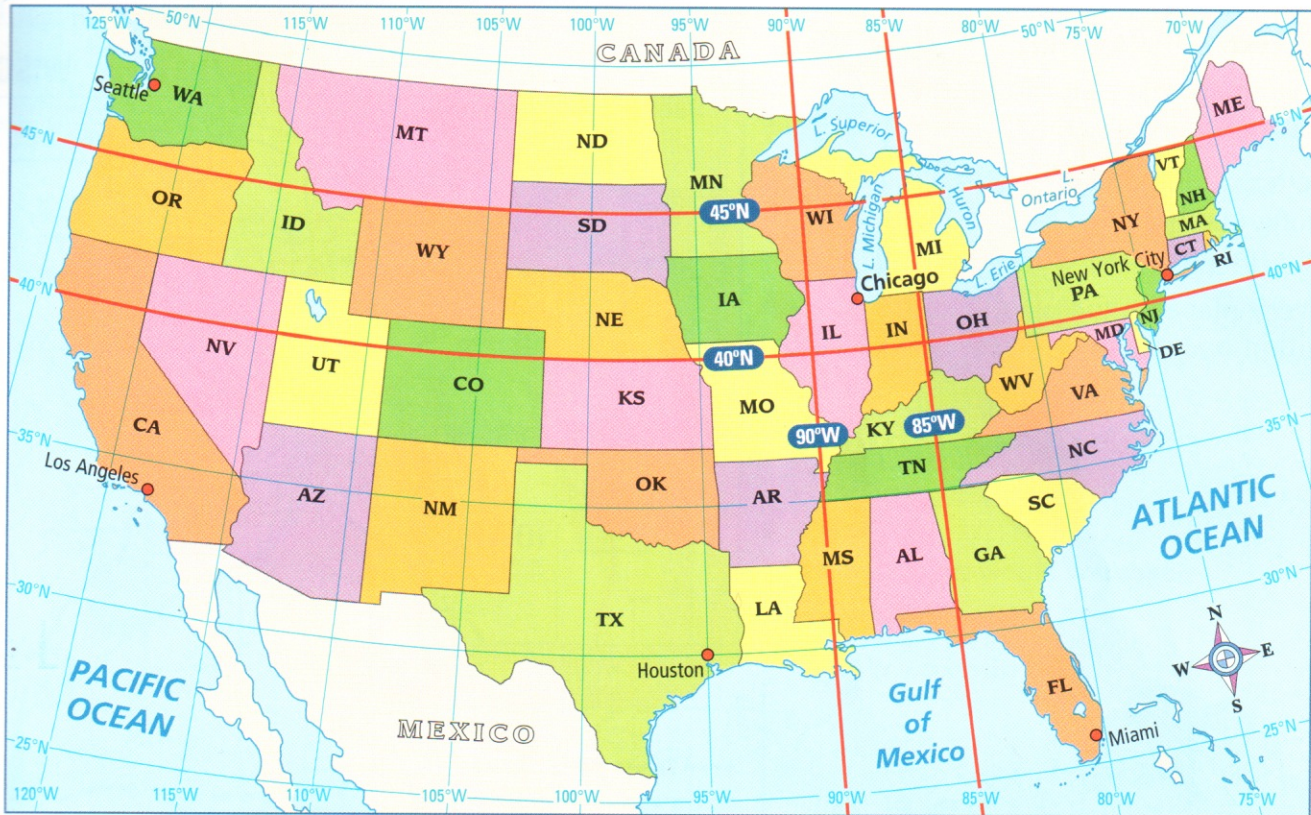 125°W
50°N
115°W
110°W
105°W
100°W
95°W
90°W
85°W
80°W
50°N
75°W
70°W
CANADA
Seattle
WA
MT
ND
MN
L. Superior
ME
45°N
45°N
OR
ID
WY
SD
45°N
WI
L. Michigan
MI
L. Huron
L. Ontario
L. Erie
NY
VT
NH
MA
CT
RI
40°N
40°N
NV
UT
CO
NE
IA
Chicago
IL
IN
OH
PA
New York City
NJ
MD
DE
40°N
CA
KS
MO
KY
WV
VA
90°W
85°W
35°N
35°N
Los Angeles
AZ
NM
OK
AR
TN
NC
SC
ATLANTIC
OCEAN
TX
LA
MS
AL
GA
30°N
30°N
Houston
FL
Miami
N
W
E
S
PACIFIC
OCEAN
MEXICO
Gulf
of
Mexico
25°N
25°N
120°W
115°W
110°W
105°W
100°W
95°W
90°W
85°W
80°W
75°W